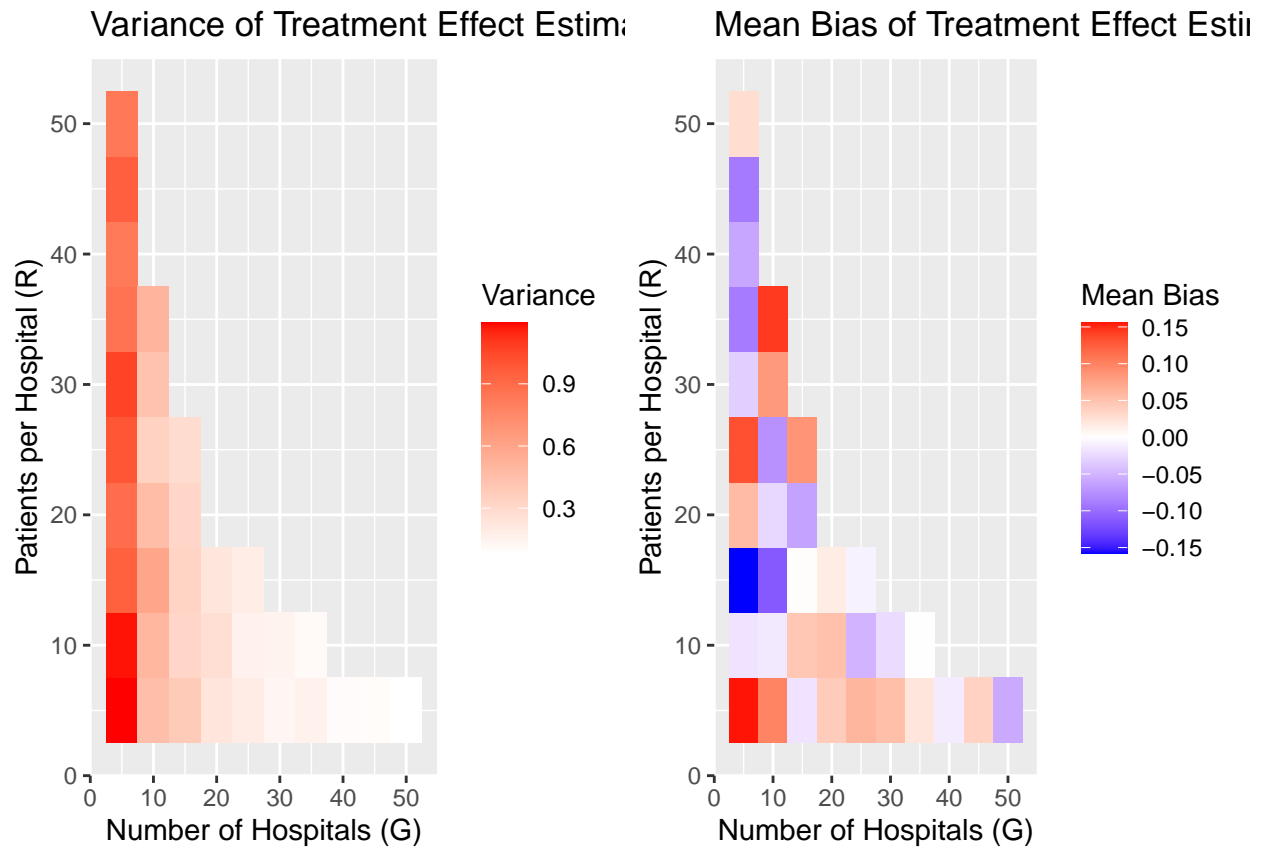 Variance of Treatment Effect Estima
Patients per Hospital (R)
50
40
30
20
10
0
0 10 20 30 40 50
Number of Hospitals (G)
Variance
0.9
0.6
0.3
Mean Bias of Treatment Effect Esti
Patients per Hospital (R)
50
40
30
20
10
0
0 10 20 30 40 50
Number of Hospitals (G)
Mean Bias
0.15
0.10
0.05
0.00
−0.05
−0.10
−0.15